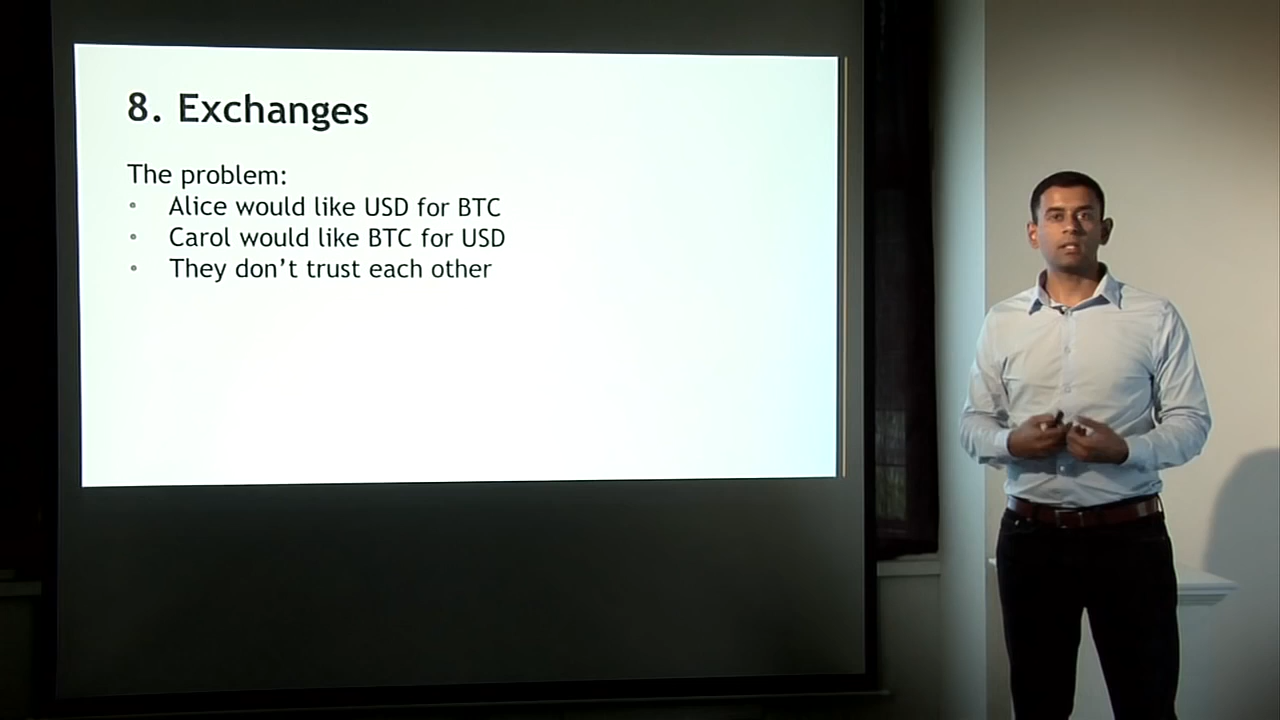 8. Exchanges
The problem:
• Alice would like USD for BTC
• Carol would like BTC for USD
• They don’t trust each other